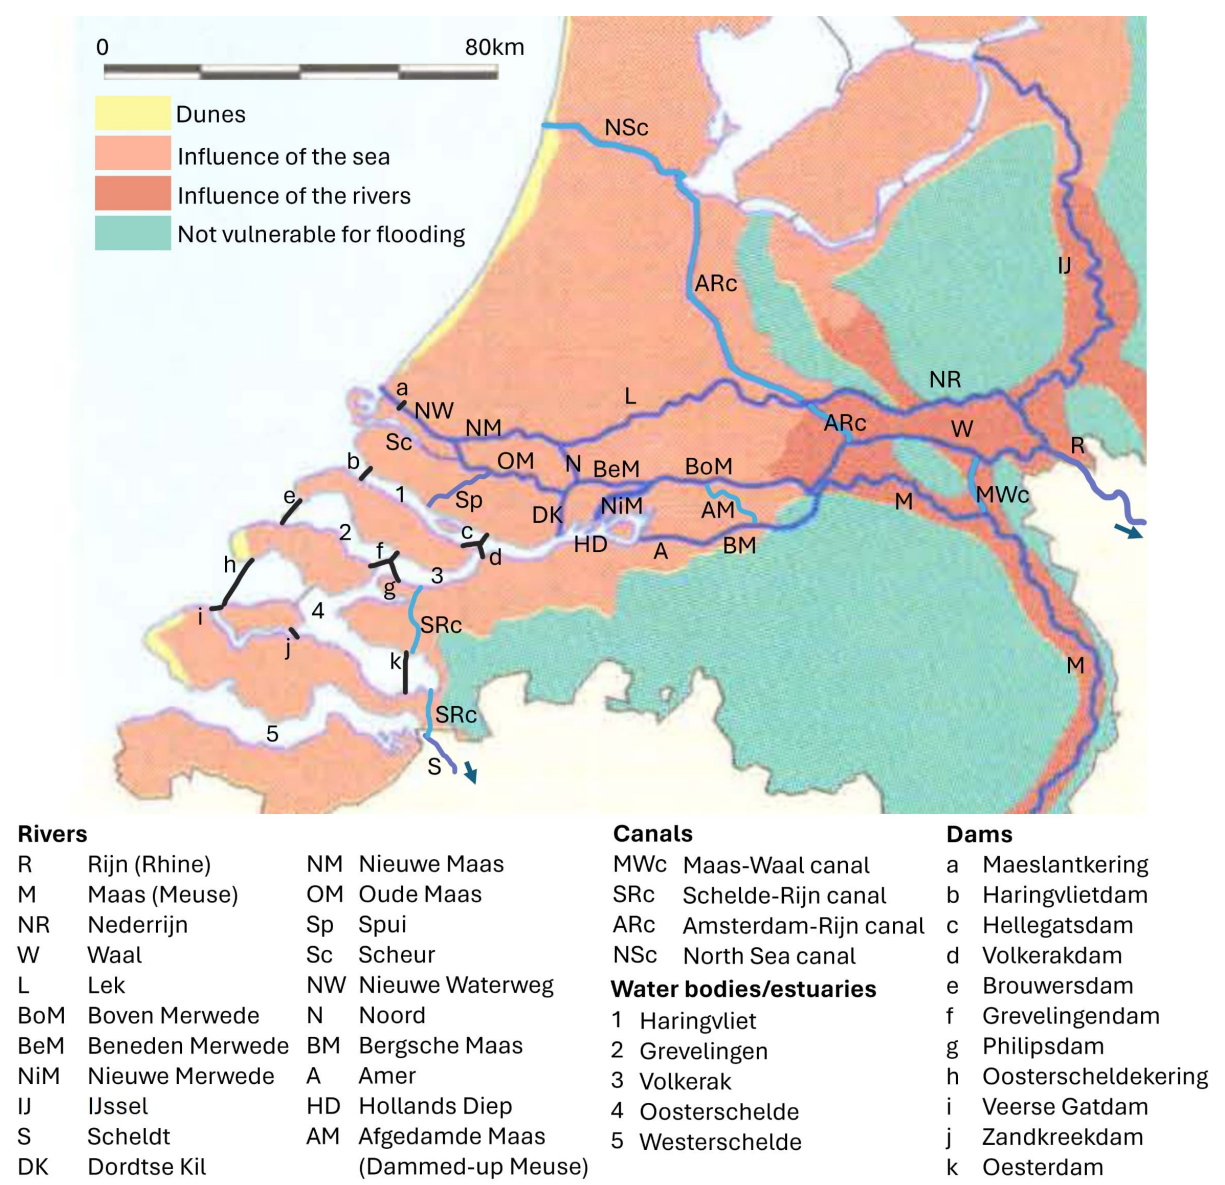 0 80km
Dunes
Influence of the sea
Influence of the rivers
Not vulnerable for flooding
NSc
ARc
IJ
NR
a
NW
L
NM
Sc
ARc
W
R
b
OM
N
BeM
BoM
e
1
Sp
NiM
AM
M
MWc
DK
2
c
HD
A
BM
f
d
h
g
3
i
4
SRc
j
k
M
SRc
5
S
Rivers
R Rijn (Rhine)
M Maas (Meuse)
NR Nederrijn
W Waal
L Lek
BoM Boven Merwede
BeM Beneden Merwede
NiM Nieuwe Merwede
IJ IJssel
S Scheldt
DK Dordtse Kil
NM Nieuwe Maas
OM Oude Maas
Sp Spui
Sc Scheur
NW Nieuwe Waterweg
N Noord
BM Bergsche Maas
A Amer
HD Hollands Diep
AM Afgedamde Maas
(Dammed-up Meuse)
Canals
MWc Maas-Waal canal
SRc Schelde-Rijn canal
ARc Amsterdam-Rijn canal
NSc North Sea canal
Water bodies/estuaries
1 Haringvliet
2 Grevelingen
3 Volkerak
4 Oosterschelde
5 Westerschelde
Dams
a Maeslantkering
b Haringvlietdam
c Hellegatsdam
d Volkerakdam
e Brouwersdam
f Grevelingendam
g Philipsdam
h Oosterscheldekering
i Veerse Gatdam
j Zandkreekdam
k Oesterdam